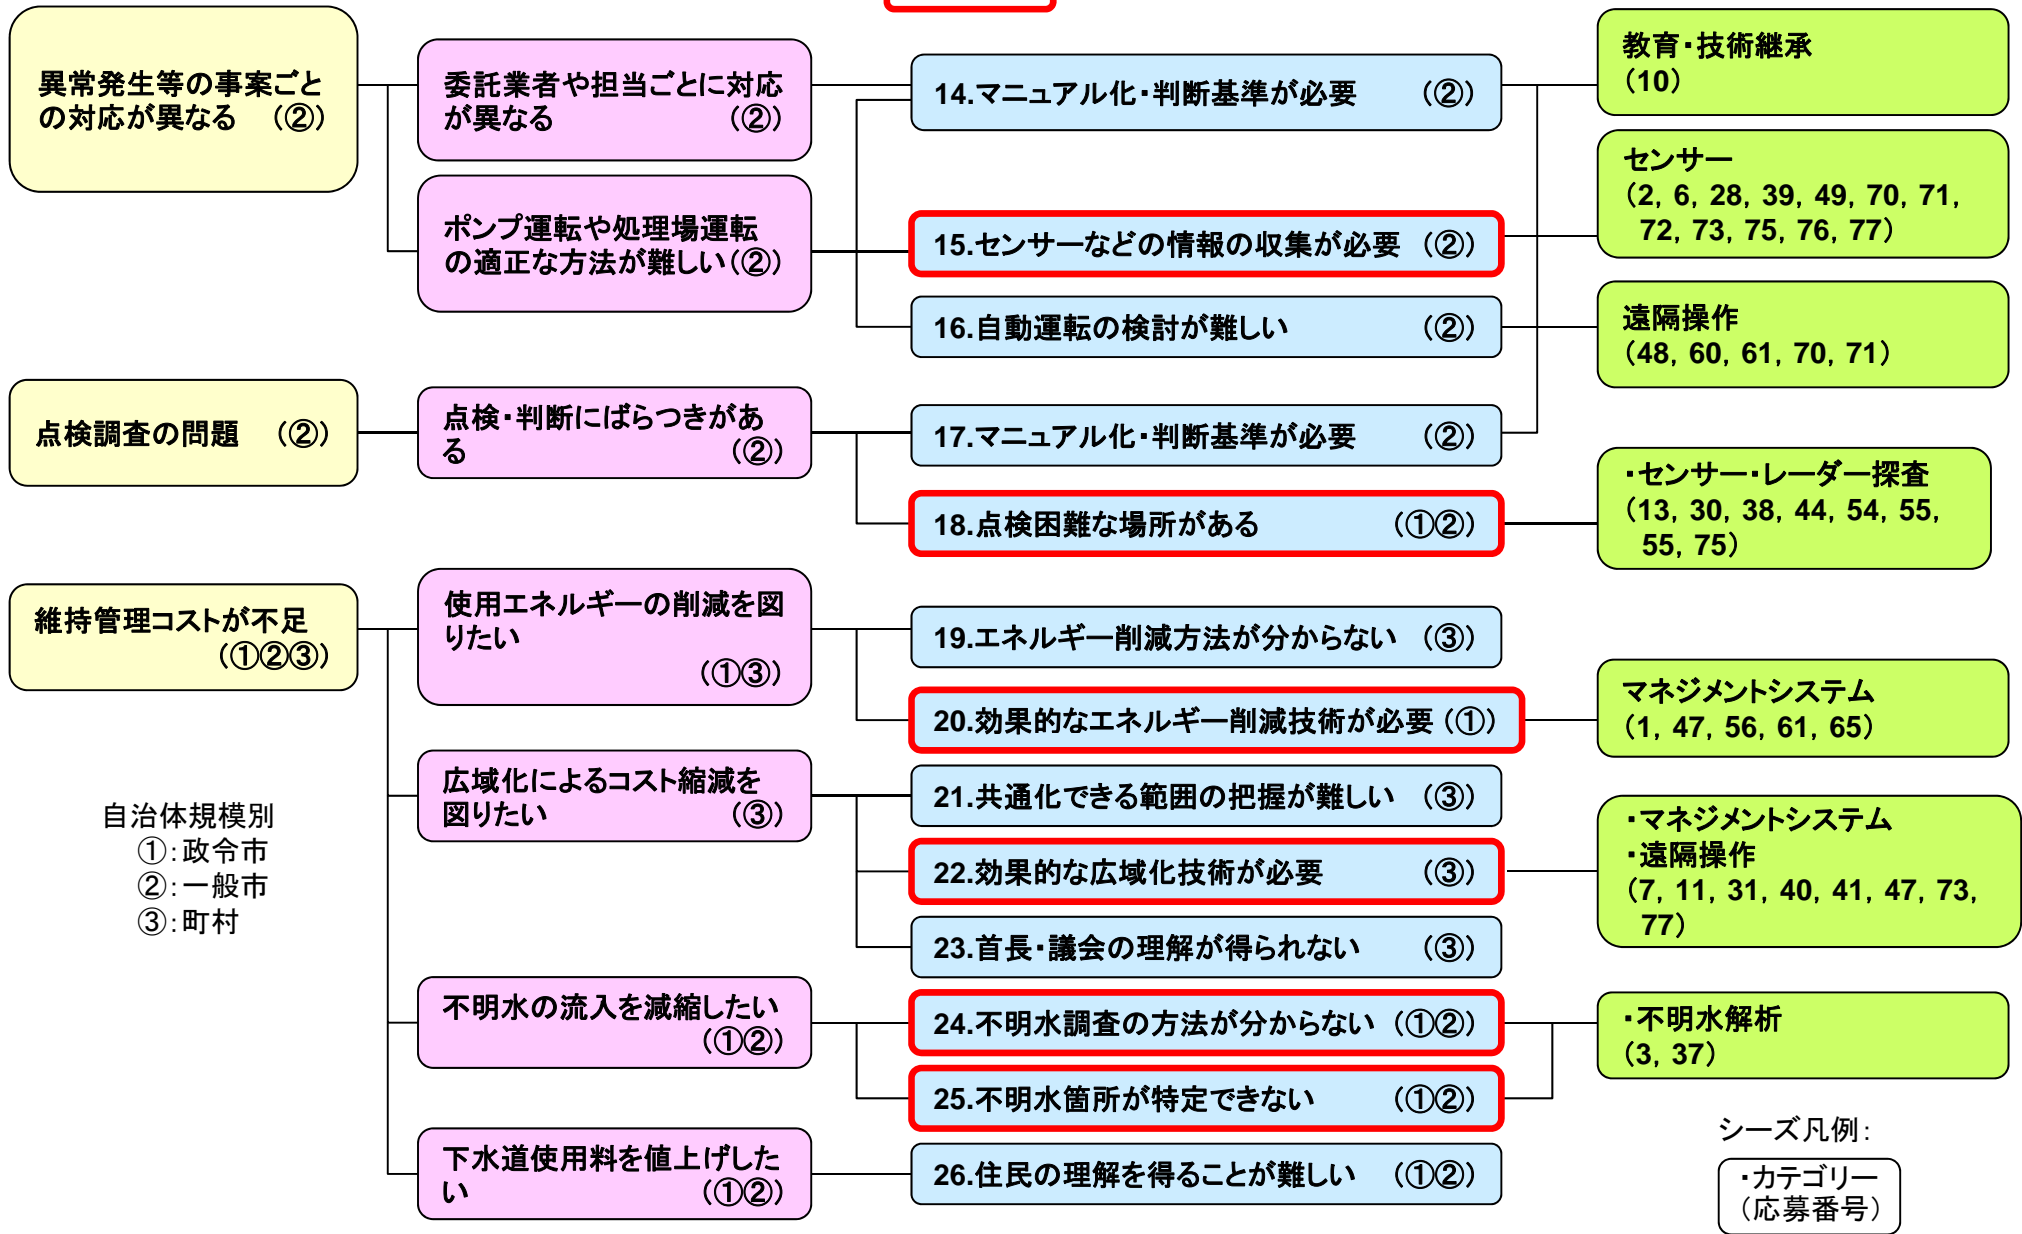 異常発生等の事案ごと
の対応が異なる （②）
委託業者や担当ごとに対応
が異なる （②）
ポンプ運転や処理場運転
の適正な方法が難しい（②）
14.マニュアル化・判断基準が必要 （②）
15.センサーなどの情報の収集が必要 （②）
16.自動運転の検討が難しい （②）
教育・技術継承
（10）
センサー
（2，6，28，39，49，70，71，
72，73，75，76，77）
遠隔操作
（48，60，61，70，71）
点検調査の問題 （②）
点検・判断にばらつきがあ
る （②）
17.マニュアル化・判断基準が必要 （②）
18.点検困難な場所がある （①②）
・センサー・レーダー探査
（13，30，38，44，54，55，
55，75）
維持管理コストが不足
（①②③）
使用エネルギーの削減を図
りたい
（①③）
19.エネルギー削減方法が分からない （③）
20.効果的なエネルギー削減技術が必要（①）
マネジメントシステム
（1，47，56，61，65）
広域化によるコスト縮減を
図りたい （③）
21.共通化できる範囲の把握が難しい （③）
22.効果的な広域化技術が必要 （③）
23.首長・議会の理解が得られない （③）
・マネジメントシステム
・遠隔操作
（7，11，31，40，41，47，73，
77）
不明水の流入を減縮したい
（①②）
24.不明水調査の方法が分からない （①②）
25.不明水箇所が特定できない （①②）
・不明水解析
（3，37）
下水道使用料を値上げした
い （①②）
26.住民の理解を得ることが難しい （①②）
自治体規模別
①：政令市
②：一般市
③：町村
シーズ凡例：
・カテゴリー
（応募番号）